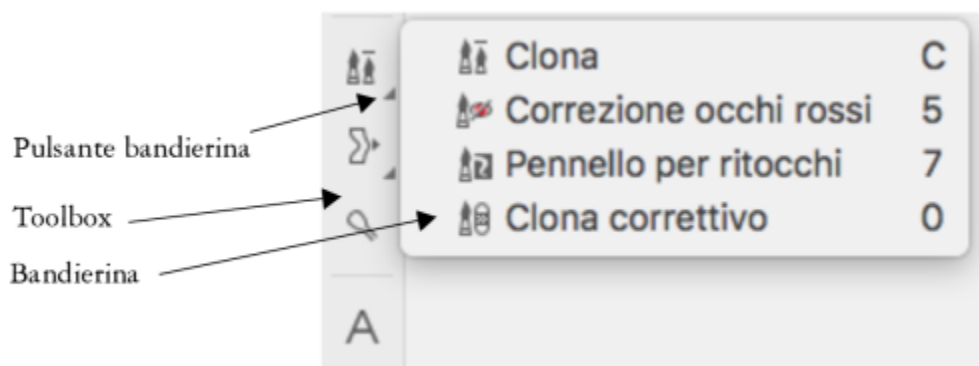 Clona C
Correzione occhi rossi 5
Pennello per ritocchi 7
Clona correttivo 0
Pulsante bandierina
Toolbox
Bandierina
A